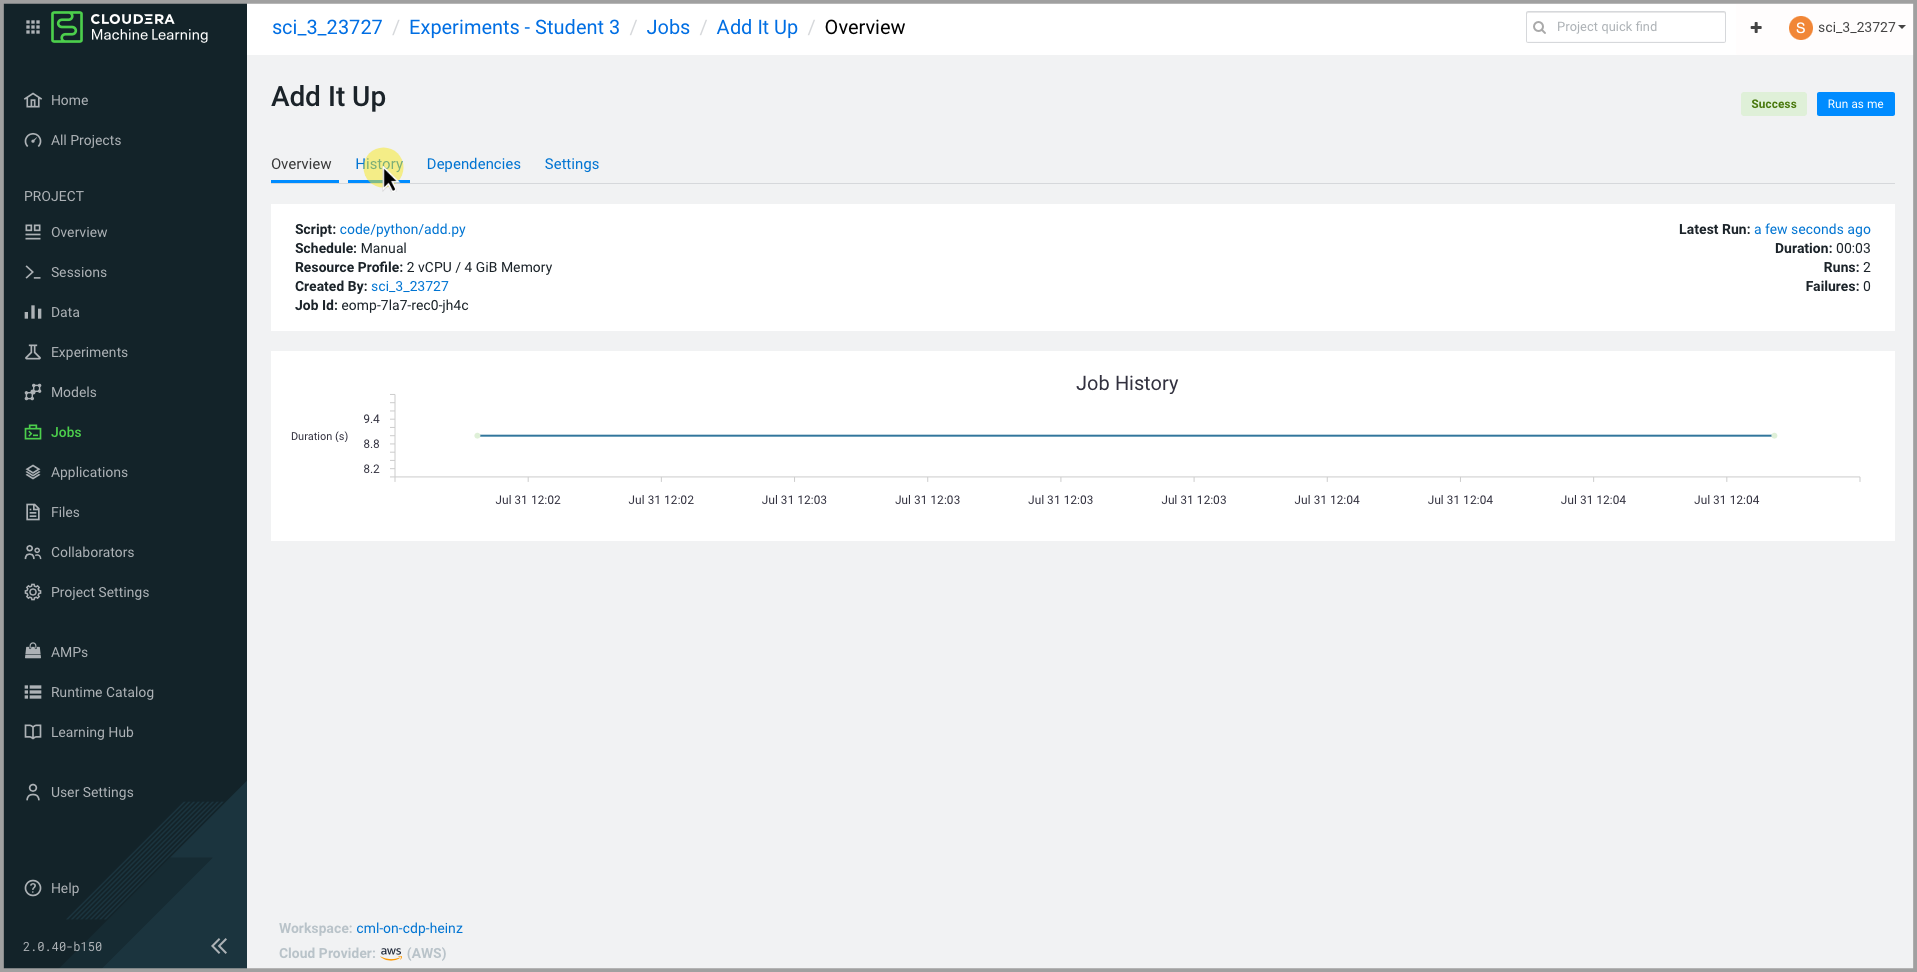 CLOUDERA
Machine Learning
Home
All Projects
PROJECT
Overview
Sessions
Data
Experiments
Models
Jobs
Applications
Files
Collaborators
Project Settings
AMPs
Runtime Catalog
Learning Hub
User Settings
Help
2.0.40-b150
sci_3_23727 / Experiments - Student 3 / Jobs / Add It Up / Overview
Project quick find
+
S sci_3_23727
Add It Up
Success
Run as me
Overview History Dependencies Settings
Script: code/python/add.py
Schedule: Manual
Resource Profile: 2 vCPU / 4 GiB Memory
Created By: sci_3_23727
Job Id: eomp-7la7-rec0-jh4c
Latest Run: a few seconds ago
Duration: 00:03
Runs: 2
Failures: 0
Job History
Duration (s)
9.4
8.8
8.2
Jul 31 12:02 Jul 31 12:02 Jul 31 12:03 Jul 31 12:03 Jul 31 12:03 Jul 31 12:03 Jul 31 12:04 Jul 31 12:04 Jul 31 12:04 Jul 31 12:04
Workspace: cml-on-cdp-heinz
Cloud Provider: aws (AWS)